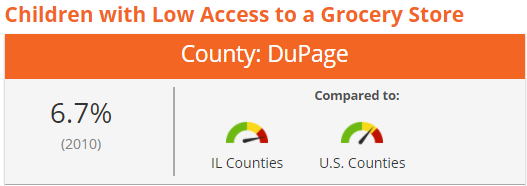 Children with Low Access to a Grocery Store
County: DuPage
6.7%
(2010)
Compared to:
IL Counties
U.S. Counties